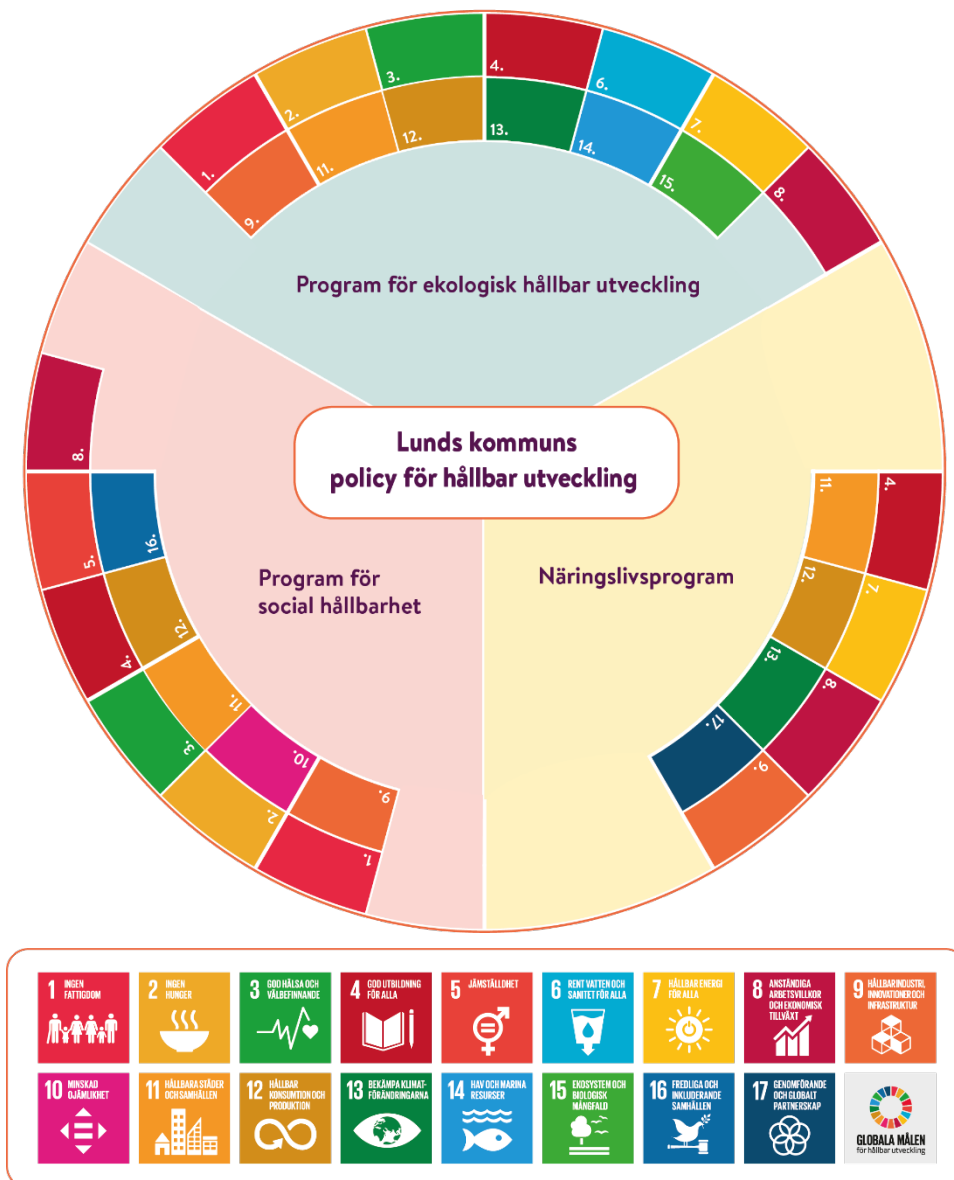 1.
2.
3.
4.
6.
7.
8.
9.
11.
12.
13.
14.
15.
Program för ekologisk hållbar utveckling
Lunds kommuns
policy för hållbar utveckling
Program för
social hållbarhet
8.
5.
4.
3.
2.
1.
16.
12.
11.
10.
9.
Näringslivsprogram
4.
7.
8.
9.
11.
12.
13.
17.
1 INGEN
FATTIGDOM
2 INGEN
HUNGER
3 GOD HÄLSA OCH
VÄLBEFINNANDE
4 GOD UTBILDNING
FÖR ALLA
5 JÄMSTÄLLDHET
6 RENT VATTEN OCH
SANITET FÖR ALLA
7 HÅLLBAR ENERGI
FÖR ALLA
8 ANSTÄNDIGA
ARBETSVILLKOR
OCH EKONOMISK
TILLVÄXT
9 HÅLLBAR INDUSTRI,
INNOVATIONER OCH
INFRASTRUKTUR
10 MINSKAD
OJÄMLIKHET
11 HÅLLBARA STÄDER
OCH SAMHÄLLEN
12 HÅLLBAR
KONSUMTION OCH
PRODUKTION
13 BEKÄMPA KLIMAT-
FÖRÄNDRINGARNA
14 HAV OCH MARINA
RESURSER
15 EKOSYSTEM OCH
BIOLOGISK
MÅNGFALD
16 FREDLIGA OCH
INKLUDERANDE
SAMHÄLLEN
17 GENOMFÖRANDE
OCH GLOBALT
PARTNERSKAP
GLOBALA MÅLEN
för hållbar utveckling